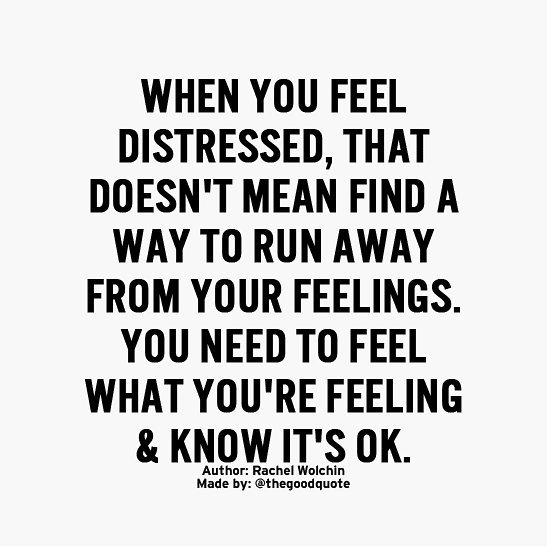 WHEN YOU FEEL
DISTRESSED, THAT
DOESN'T MEAN FIND A
WAY TO RUN AWAY
FROM YOUR FEELINGS.
YOU NEED TO FEEL
WHAT YOU'RE FEELING
& KNOW IT'S OK.
Author: Rachel Wolchin
Made by: @thegoodquote